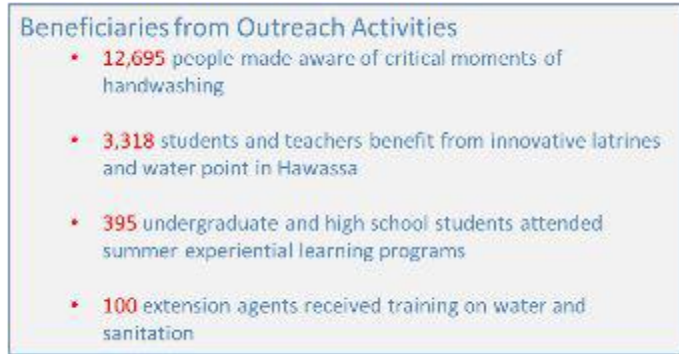 Beneficiaries from Outreach Activities
• 12,695 people made aware of critical moments of
handwashing
• 3,318 students and teachers benefit from innovative latrines
and water point in Hawassa
• 395 undergraduate and high school students attended
summer experiential learning programs
• 100 extension agents received training on water and
sanitation